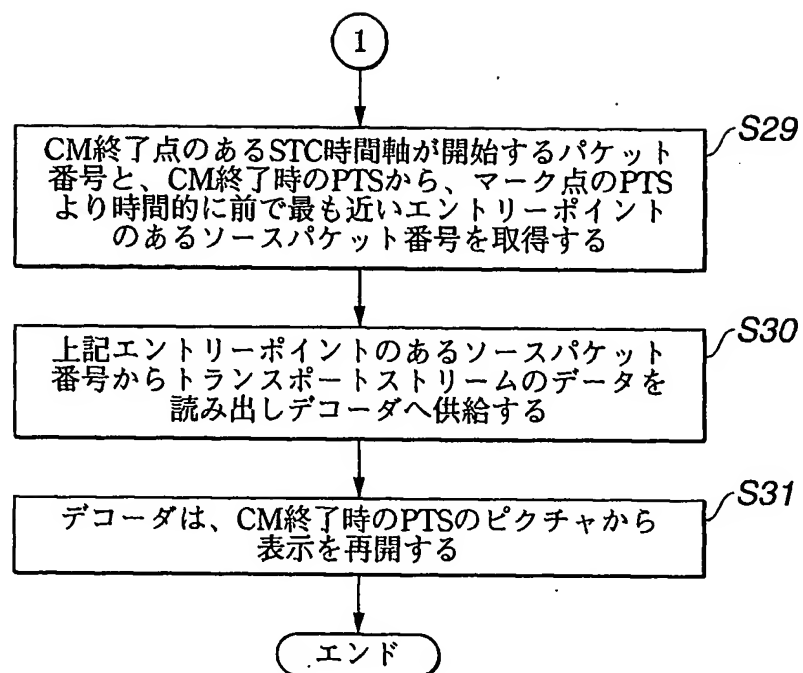 1
S29
CM終了点のあるSTC時間軸が開始するパケット
番号と、CM終了時のPTSから、マーク点のPTS
より時間的に前で最も近いエントリーポイント
のあるソースパケット番号を取得する
S30
上記エントリーポイントのあるソースパケット
番号からトランスポートストリームのデータを
読み出しデコーダへ供給する
S31
デコーダは、CM終了時のPTSのピクチャから
表示を再開する
エンド